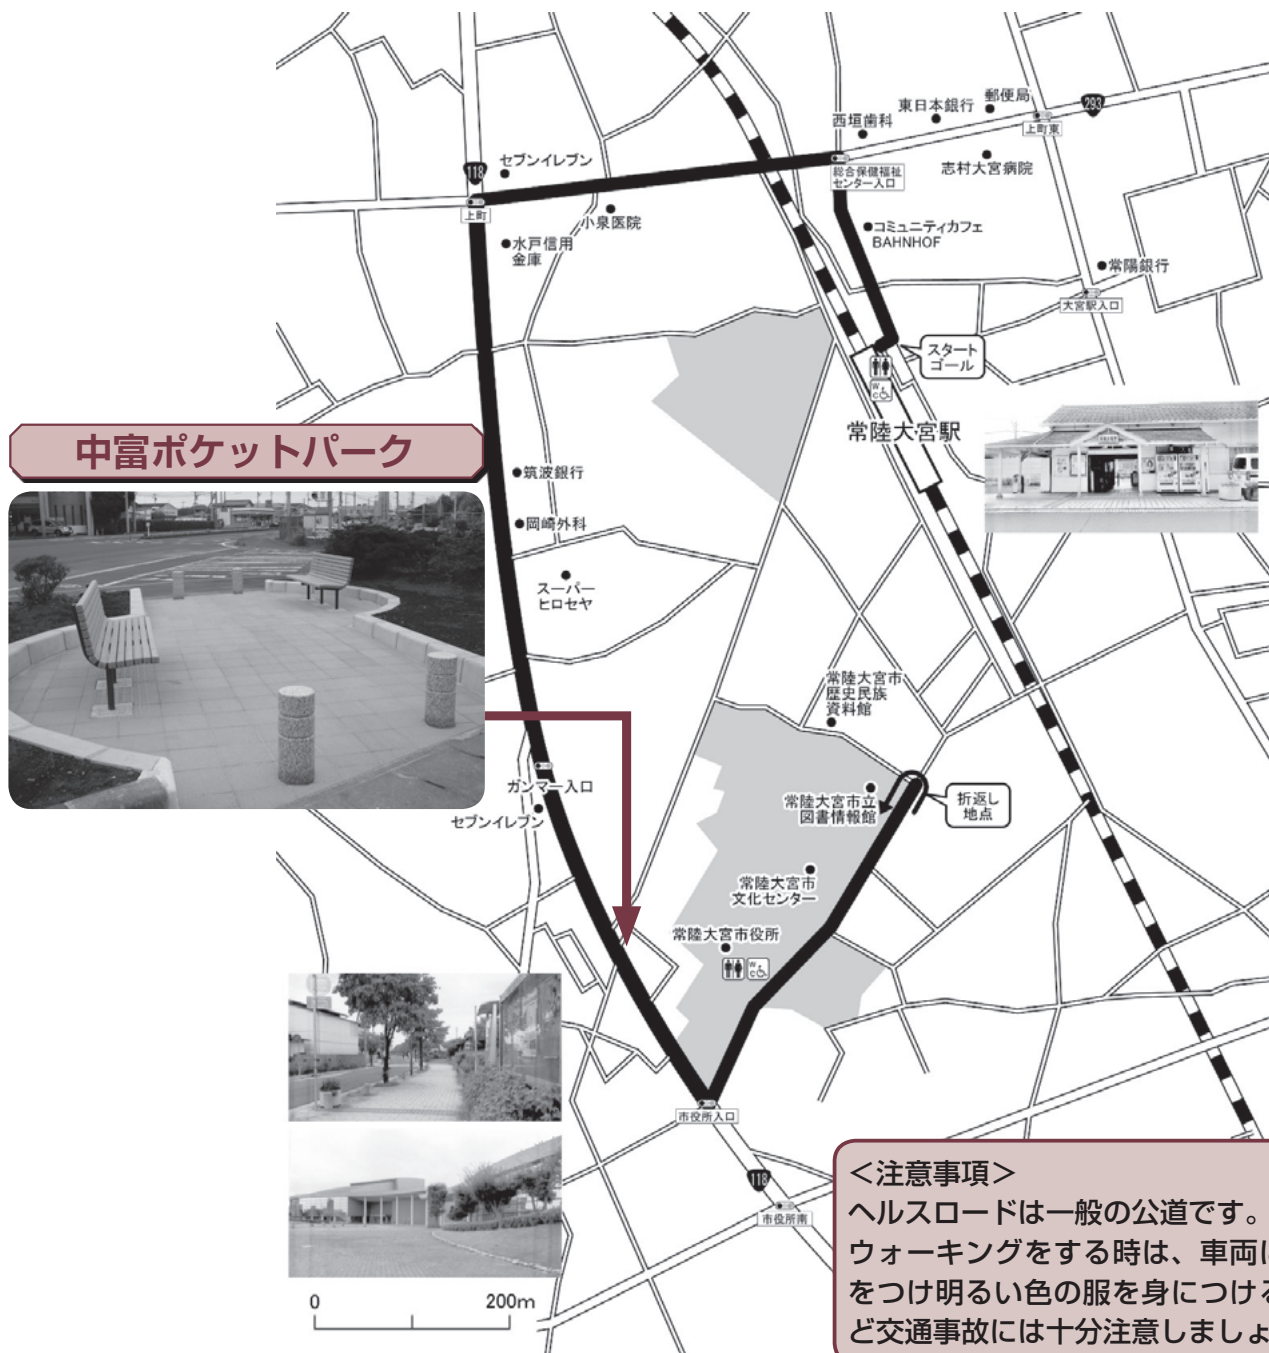 293
郵便局
東日本銀行
西垣歯科
上町東
総合保健福祉
センター入口
志村大宮病院
セブンイレブン
118
上町
小泉医院
水戸信用
金庫
コミュニティカフェ
BAHNHOF
常陽銀行
大宮駅入口
スタート
ゴール
WC
常陸大宮駅
中富ポケットパーク
筑波銀行
岡崎外科
スーパー
ヒロセヤ
常陸大宮市
歴史民族
資料館
ガンマー入口
セブンイレブン
常陸大宮市立
図書情報館
折返し
地点
常陸大宮市
文化センター
常陸大宮市役所
WC
市役所入口
118
市役所南
0 200m
＜注意事項＞
ヘルスロードは一般の公道です。
ウォーキングをする時は、車両に
をつけ明るい色の服を身につける
ど交通事故には十分注意しましょ